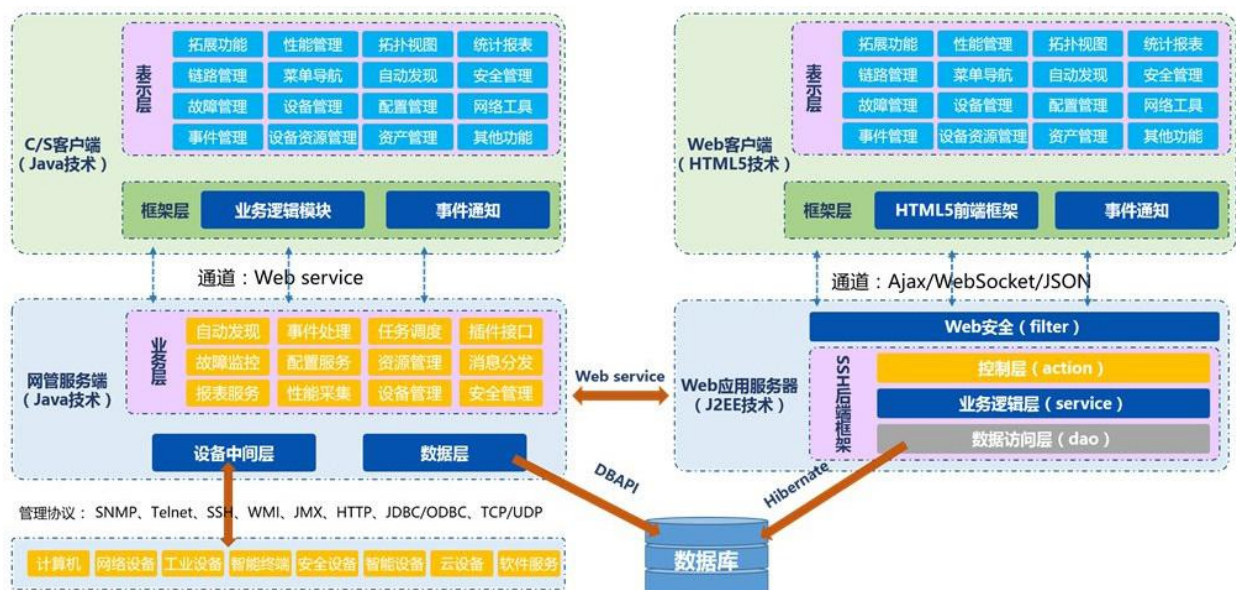 表示层
拓展功能 性能管理 拓扑视图 统计报表
链路管理 菜单导航 自动发现 安全管理
故障管理 设备管理 配置管理 网络工具
事件管理 设备资源管理 资产管理 其他功能
C/S客户端
(Java技术)
框架层 业务逻辑模块 事件通知
通道：Web service
业务层
自动发现 事件处理 任务调度 插件接口
故障监控 配置服务 资源管理 消息分发
报表服务 性能采集 设备管理 安全管理
网管服务端
(Java技术)
设备中间层 数据层
管理协议： SNMP、Telnet、SSH、WMI、JMX、HTTP、JDBC/ODBC、TCP/UDP
计算机 网络设备 工业设备 智能终端 安全设备 智能设备 云设备 软件服务
表示层
拓展功能 性能管理 拓扑视图 统计报表
链路管理 菜单导航 自动发现 安全管理
故障管理 设备管理 配置管理 网络工具
事件管理 设备资源管理 资产管理 其他功能
Web客户端
(HTML5技术)
框架层 HTML5前端框架 事件通知
通道：Ajax/WebSocket/JSON
Web service
Web应用服务器
(J2EE技术)
Web安全（filter）
SSH后端框架
控制层（action）
业务逻辑层（service）
数据访问层（dao）
DBAPI
Hibernate
数据库